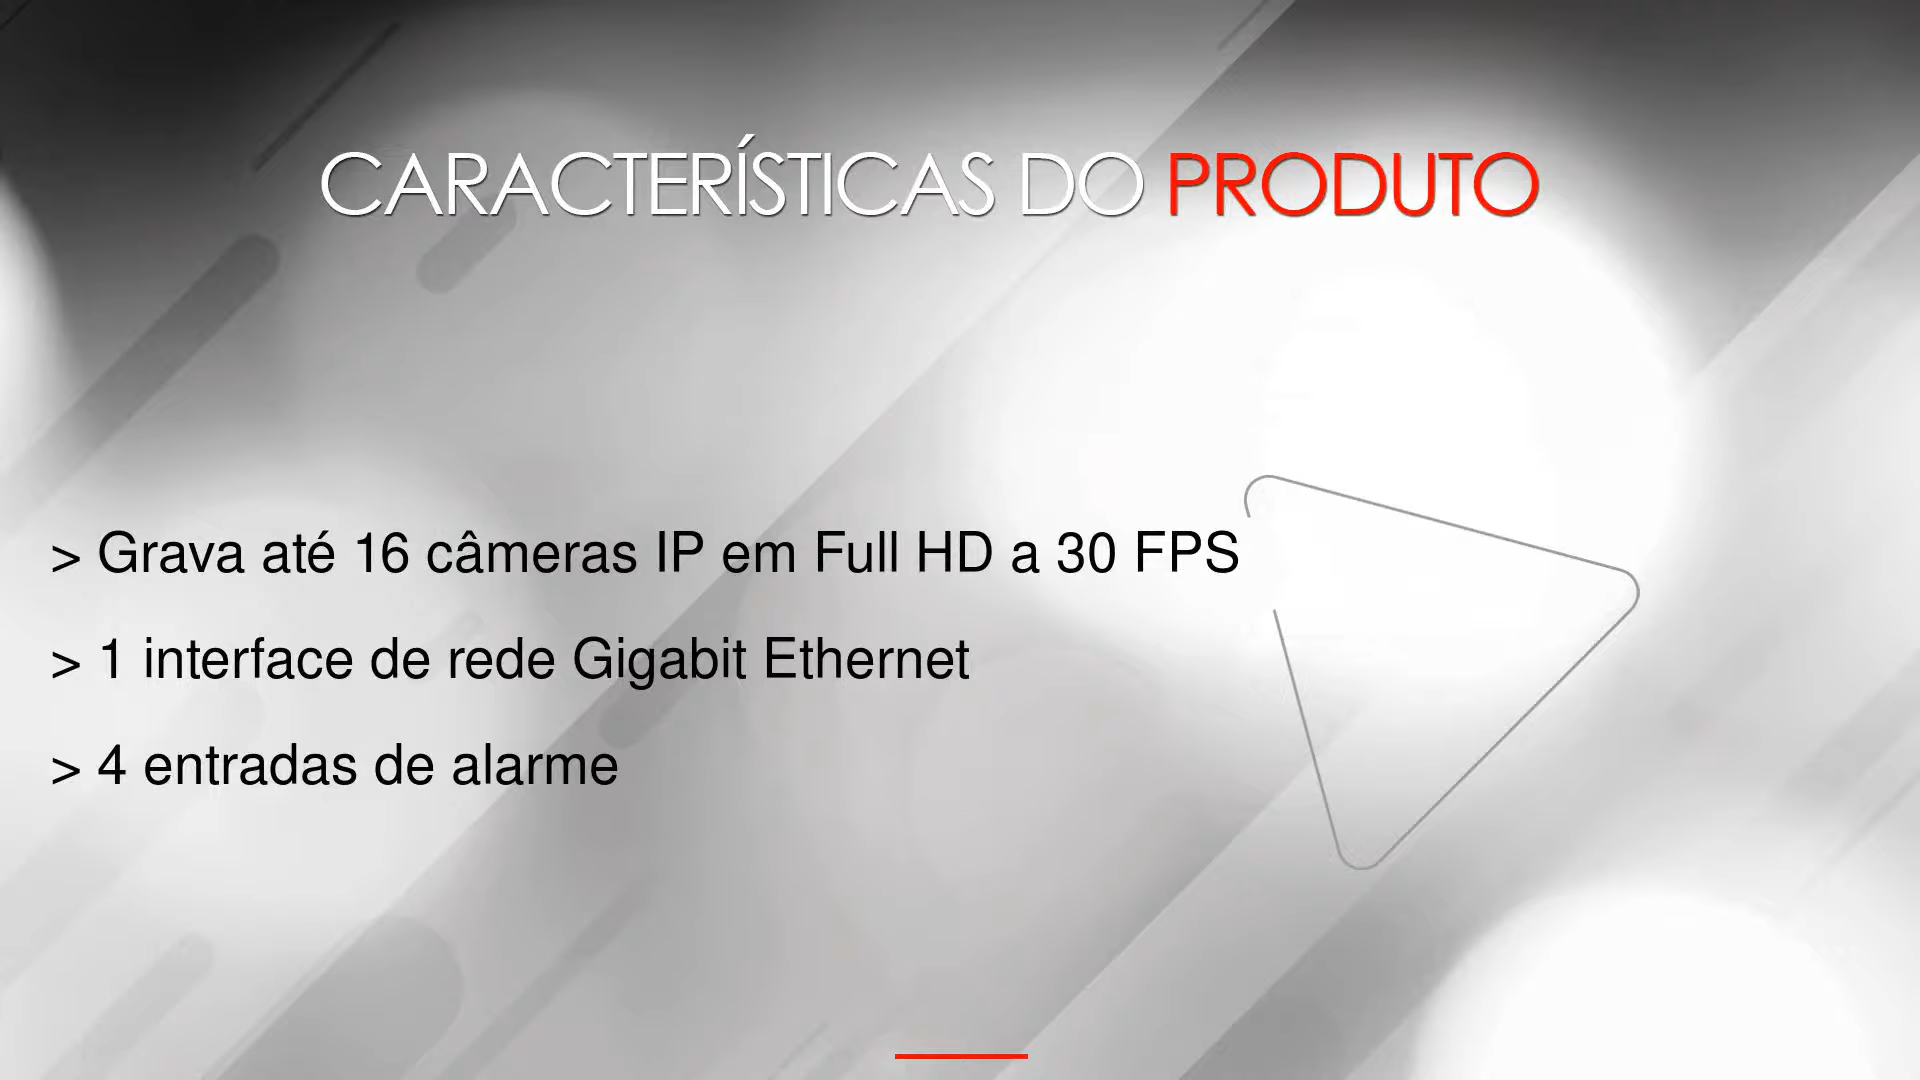 CARACTERÍSTICAS DO PRODUTO
> Grava até 16 câmeras IP em Full HD a 30 FPS
> 1 interface de rede Gigabit Ethernet
> 4 entradas de alarme